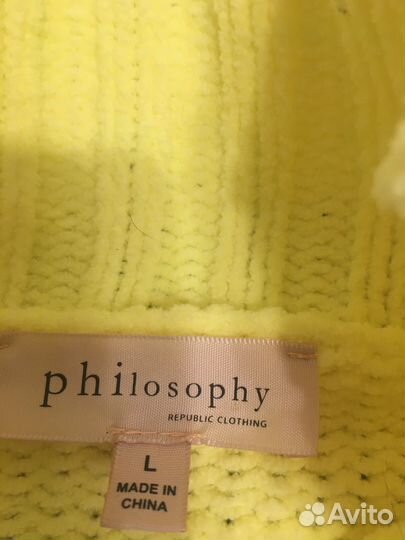 philosophy
REPUBLIC CLOTHING
L
MADE IN
CHINA
Avito